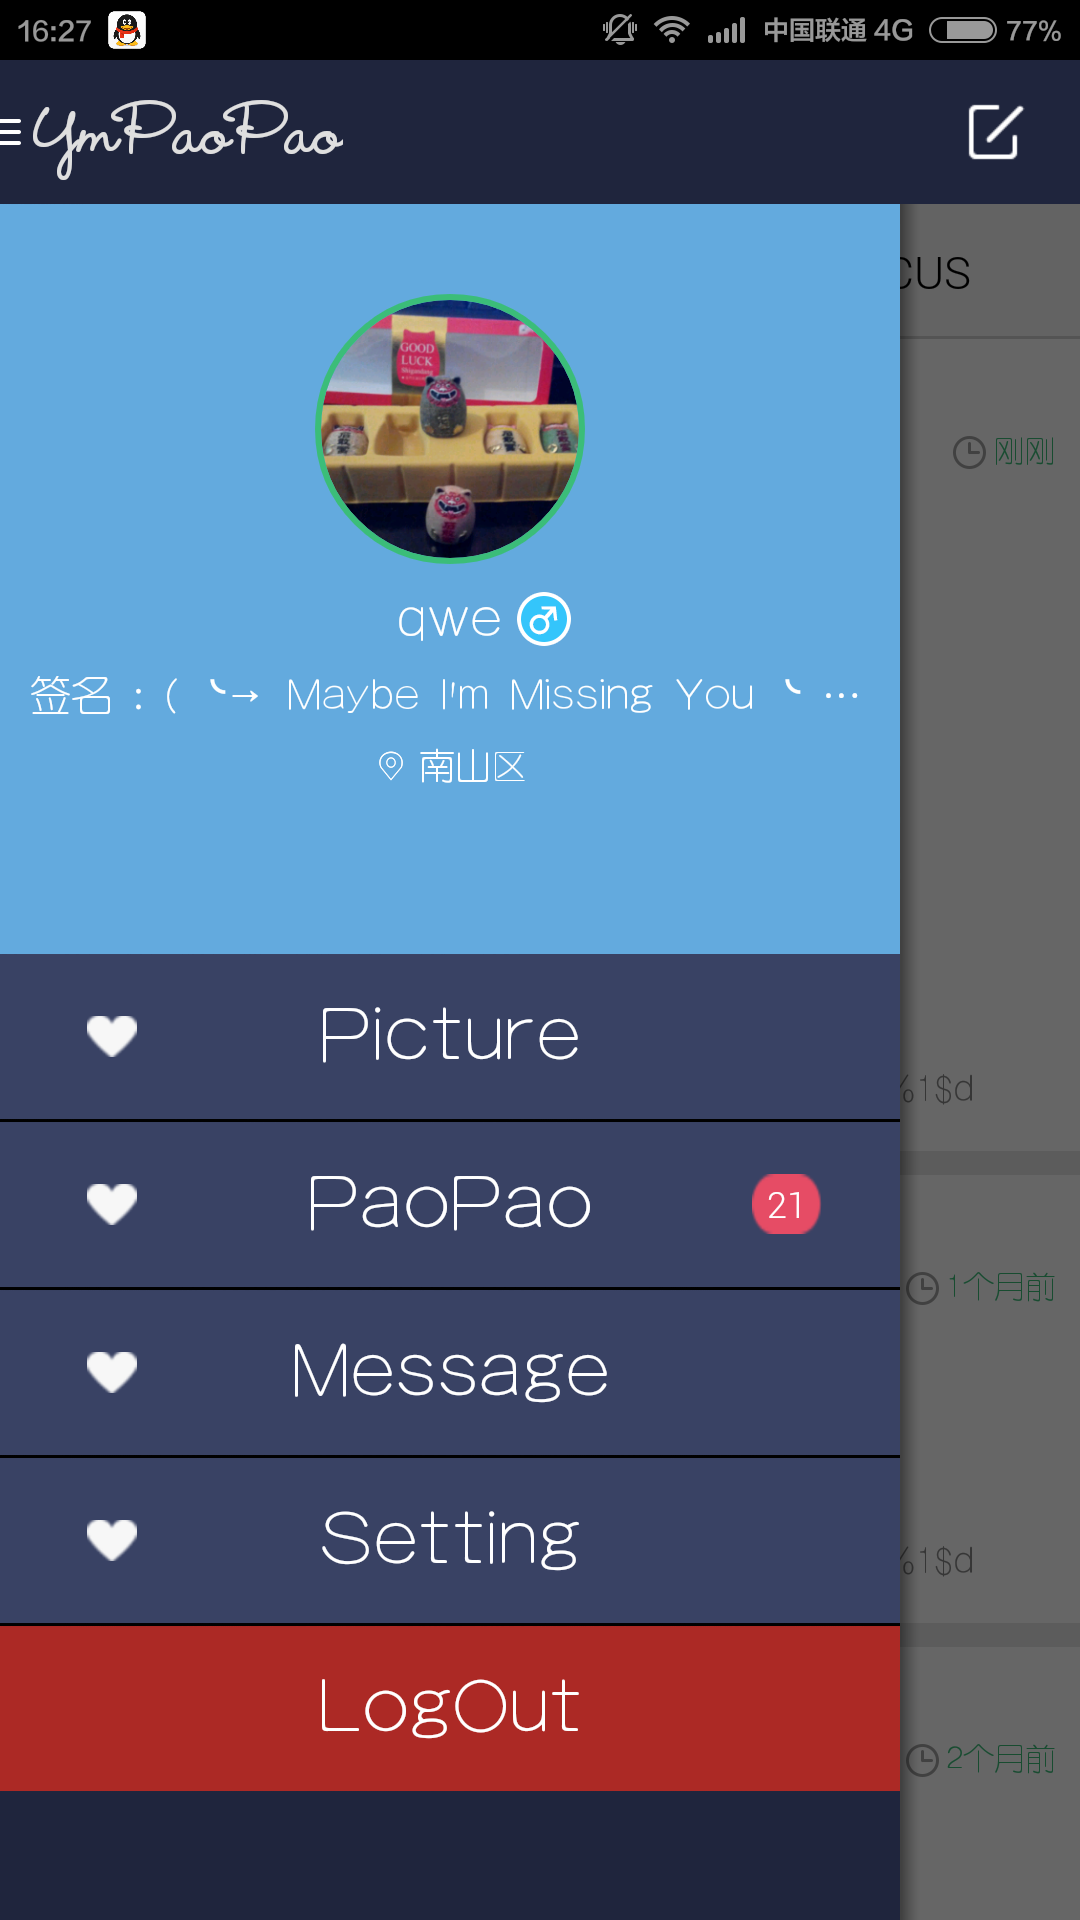 16:27 中国联通 4G 77%
YmPaoPao
CUS
GOOD
LUCK
刚刚
qwe
签名：( ╰→ Maybe I'm Missing You ╰ …
南山区
Picture
%1$d
PaoPao 21
1个月前
Message
Setting
%1$d
LogOut
2个月前